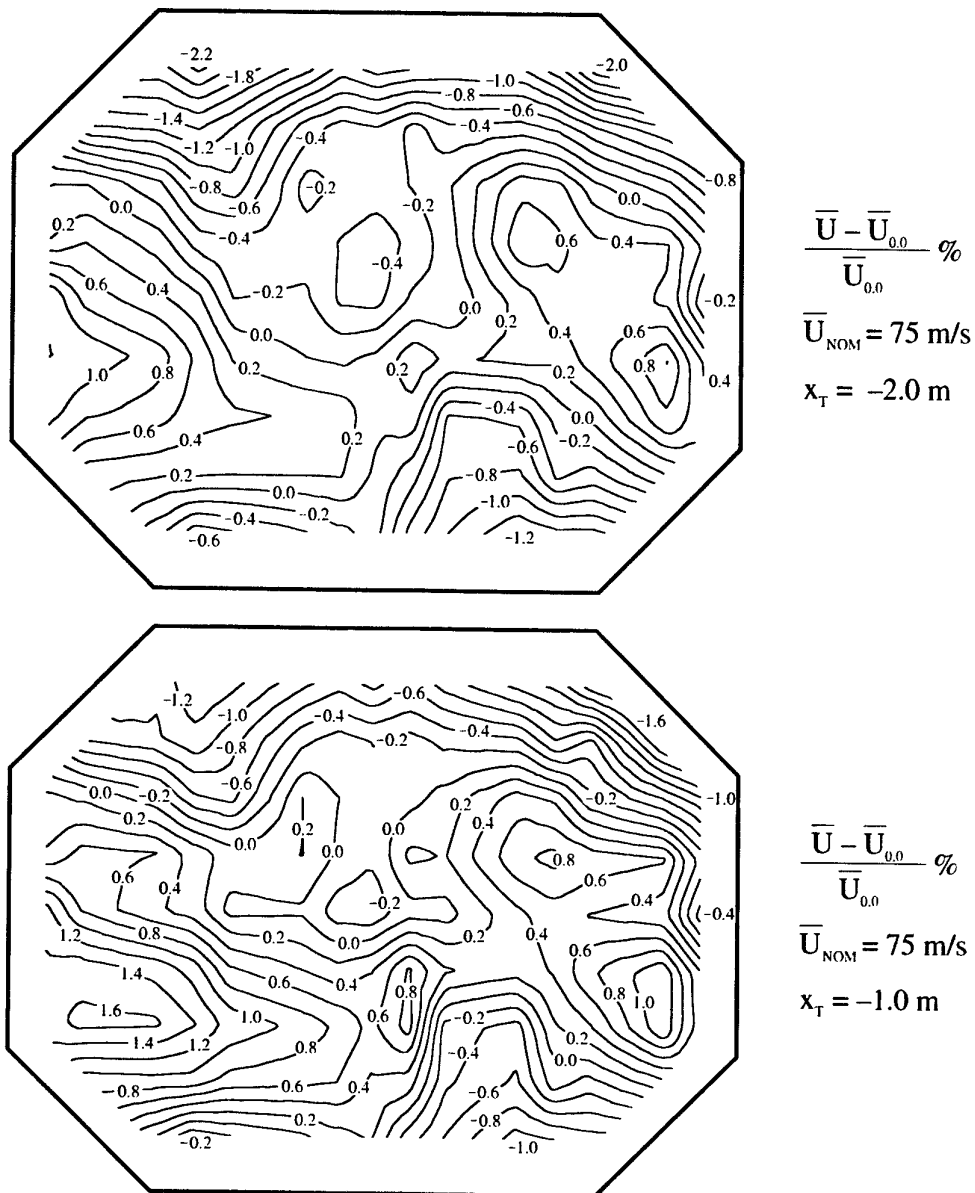 -2.2 -2.0
-1.8 -1.0
-0.8
-1.4 -0.6
-0.4 -0.4
-1.2 -1.0
-0.8 -0.2 -0.8
0.0 -0.6 -0.2 0.0
0.2 -0.4 0.6 0.4
-0.4
0.6 0.4 -0.2 -0.2
0.0 0.0 0.2 0.4 0.6
1.0 0.8 0.2 0.2 0.2 0.8 0.4
-0.4 0.0
0.6 0.4 0.2 -0.6 -0.2
0.2 -0.8
0.0 -1.0
-0.4 -0.2
-0.6 -1.2
U – U0.0
U0.0 %
UNOM = 75 m/s
xT = –2.0 m
-1.2 -0.6
-1.0 -1.6
-0.4 -0.4
-0.8 -0.2
-0.6
0.0 -0.2 0.2 -0.2 -1.0
0.2 0.0 0.2 0.0 0.0 0.4
0.8
0.6 0.4 0.6
-0.2 0.4 -0.4
1.2 0.8 0.2 0.0 0.2 0.4
1.4 0.6 0.4 0.6
0.8 0.8 1.0
1.6 1.0 0.6 -0.2
1.4 1.2 0.8 -0.4 0.2
0.0
0.8 0.6 0.4 -0.6
0.2 -0.8
-0.2 -1.0
U – U0.0
U0.0 %
UNOM = 75 m/s
xT = –1.0 m